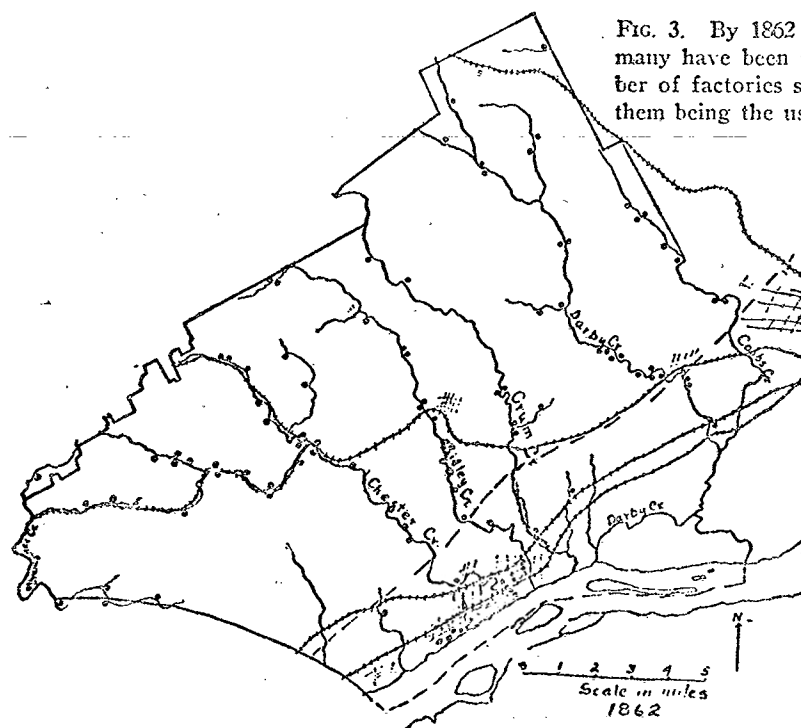 FIG. 3. By 1862
many have been
ber of factories s
them being the us
Darby Cr.
Cobbs Cr.
Crum Cr.
Ridley Cr.
Chester Cr.
Darby Cr.
N
0 1 2 3 4 5
Scale in miles
1862